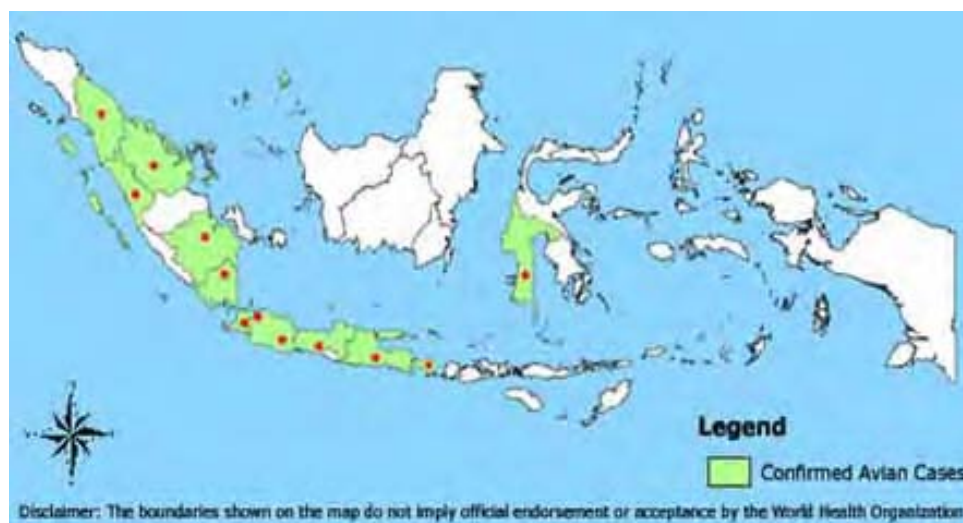 Legend
Confirmed Avian Cases
Disclaimer: The boundaries shown on the map do not imply official endorsement or acceptance by the World Health Organization